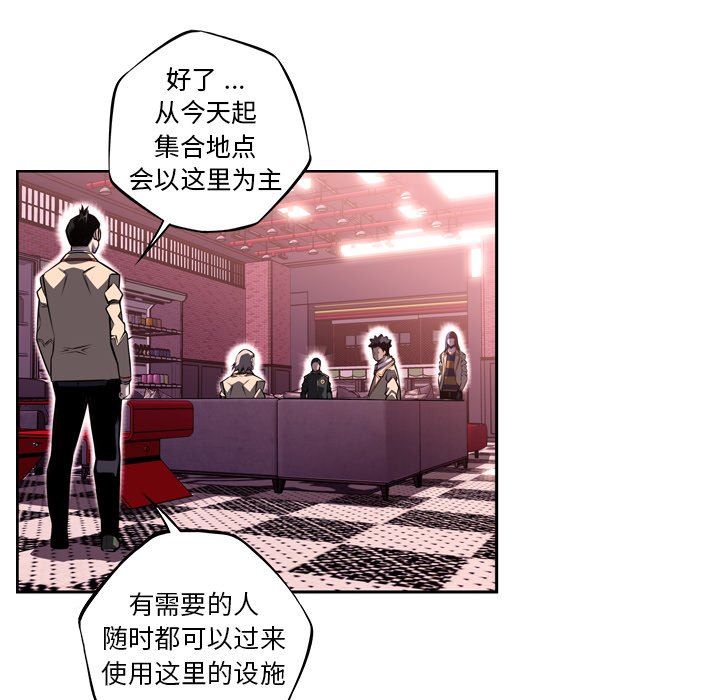 好了 ...
从今天起
集合地点
会以这里为主
有需要的人
随时都可以过来
使用这里的设施